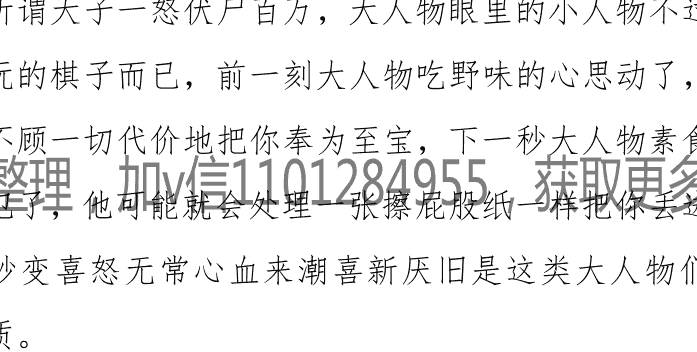 所谓天子一怒伏尸百万，大人物眼里的小人物不过
玩的棋子而已，前一刻大人物吃野味的心思动了，
不顾一切代价地把你奉为至宝，下一秒大人物素食
整理，加v信1101284955，获取更多
已了，他可能就会处理一张擦屁股纸一样把你丢进
秒变喜怒无常心血来潮喜新厌旧是这类大人物们
质。